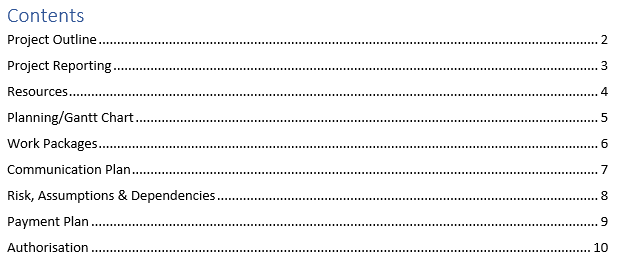 Contents
Project Outline........................................................................................................ 2
Project Reporting.................................................................................................... 3
Resources................................................................................................................ 4
Planning/Gantt Chart............................................................................................... 5
Work Packages........................................................................................................ 6
Communication Plan............................................................................................... 7
Risk, Assumptions & Dependencies........................................................................ 8
Payment Plan.......................................................................................................... 9
Authorisation.......................................................................................................... 10